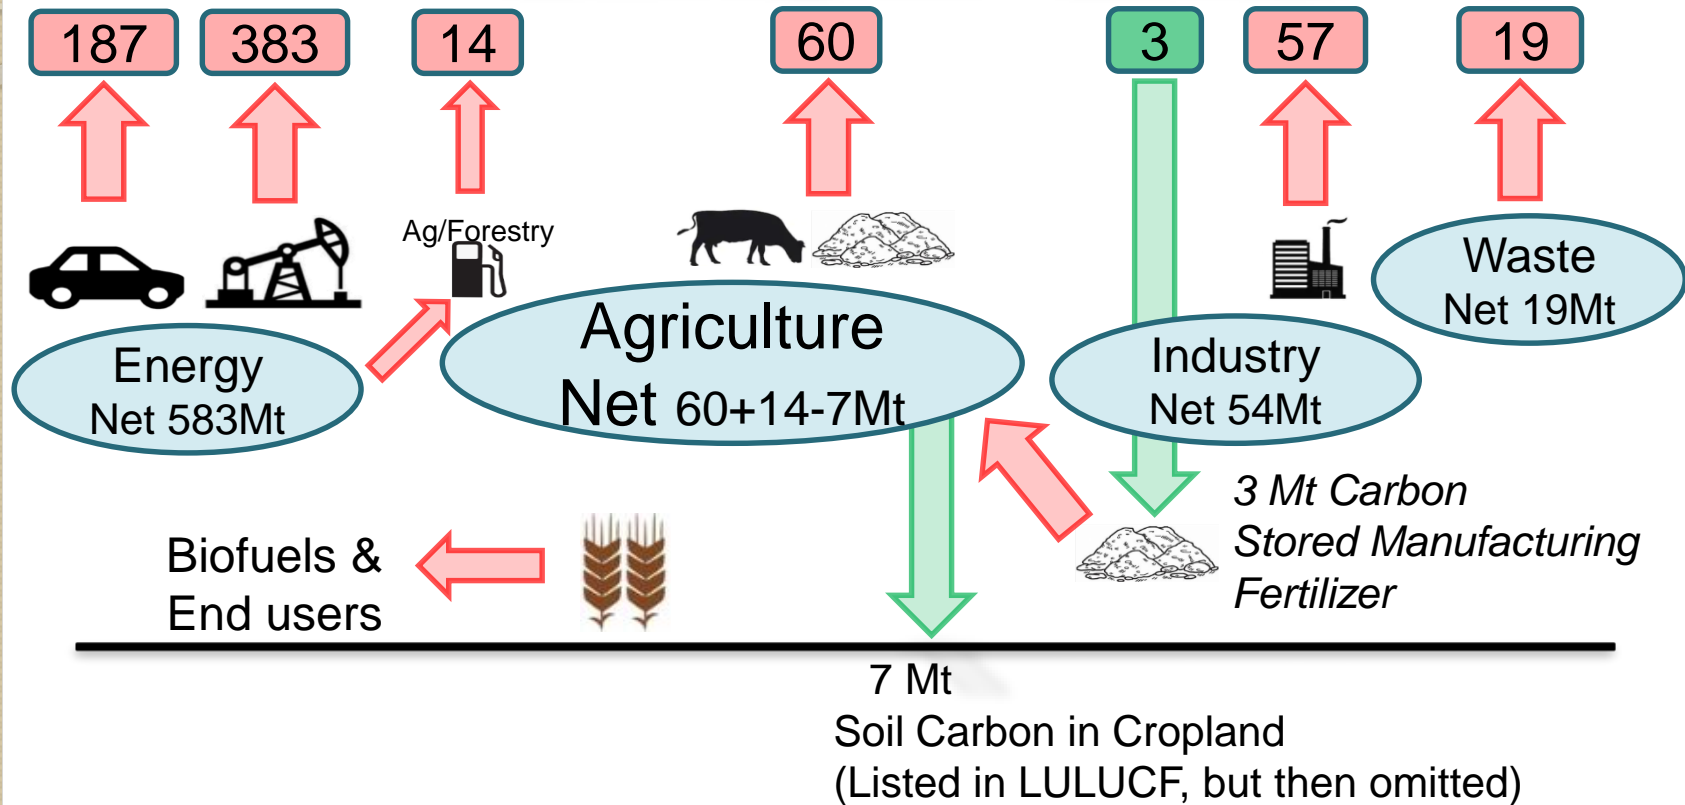 187
383
14
60
3
57
19
Ag/Forestry
Energy
Net 583Mt
Agriculture
Net 60+14-7Mt
Industry
Net 54Mt
Waste
Net 19Mt
Biofuels &
End users
3 Mt Carbon
Stored Manufacturing
Fertilizer
7 Mt
Soil Carbon in Cropland
(Listed in LULUCF, but then omitted)